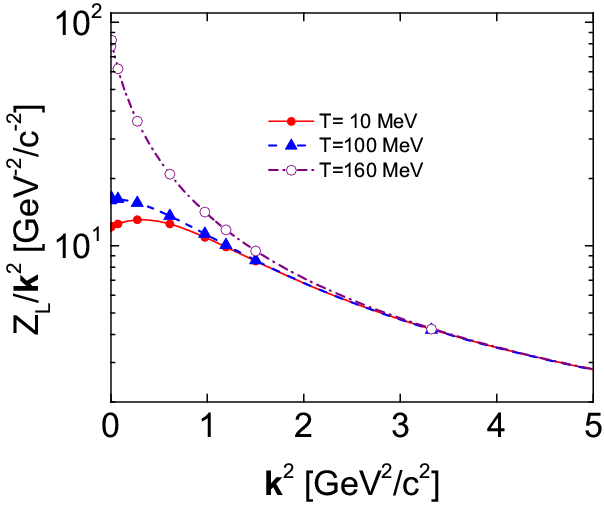 10²
T= 10 MeV
T=100 MeV
T=160 MeV
Z_L/k² [GeV⁻²/c⁻²]
10¹
0 1 2 3 4 5
k² [GeV²/c²]